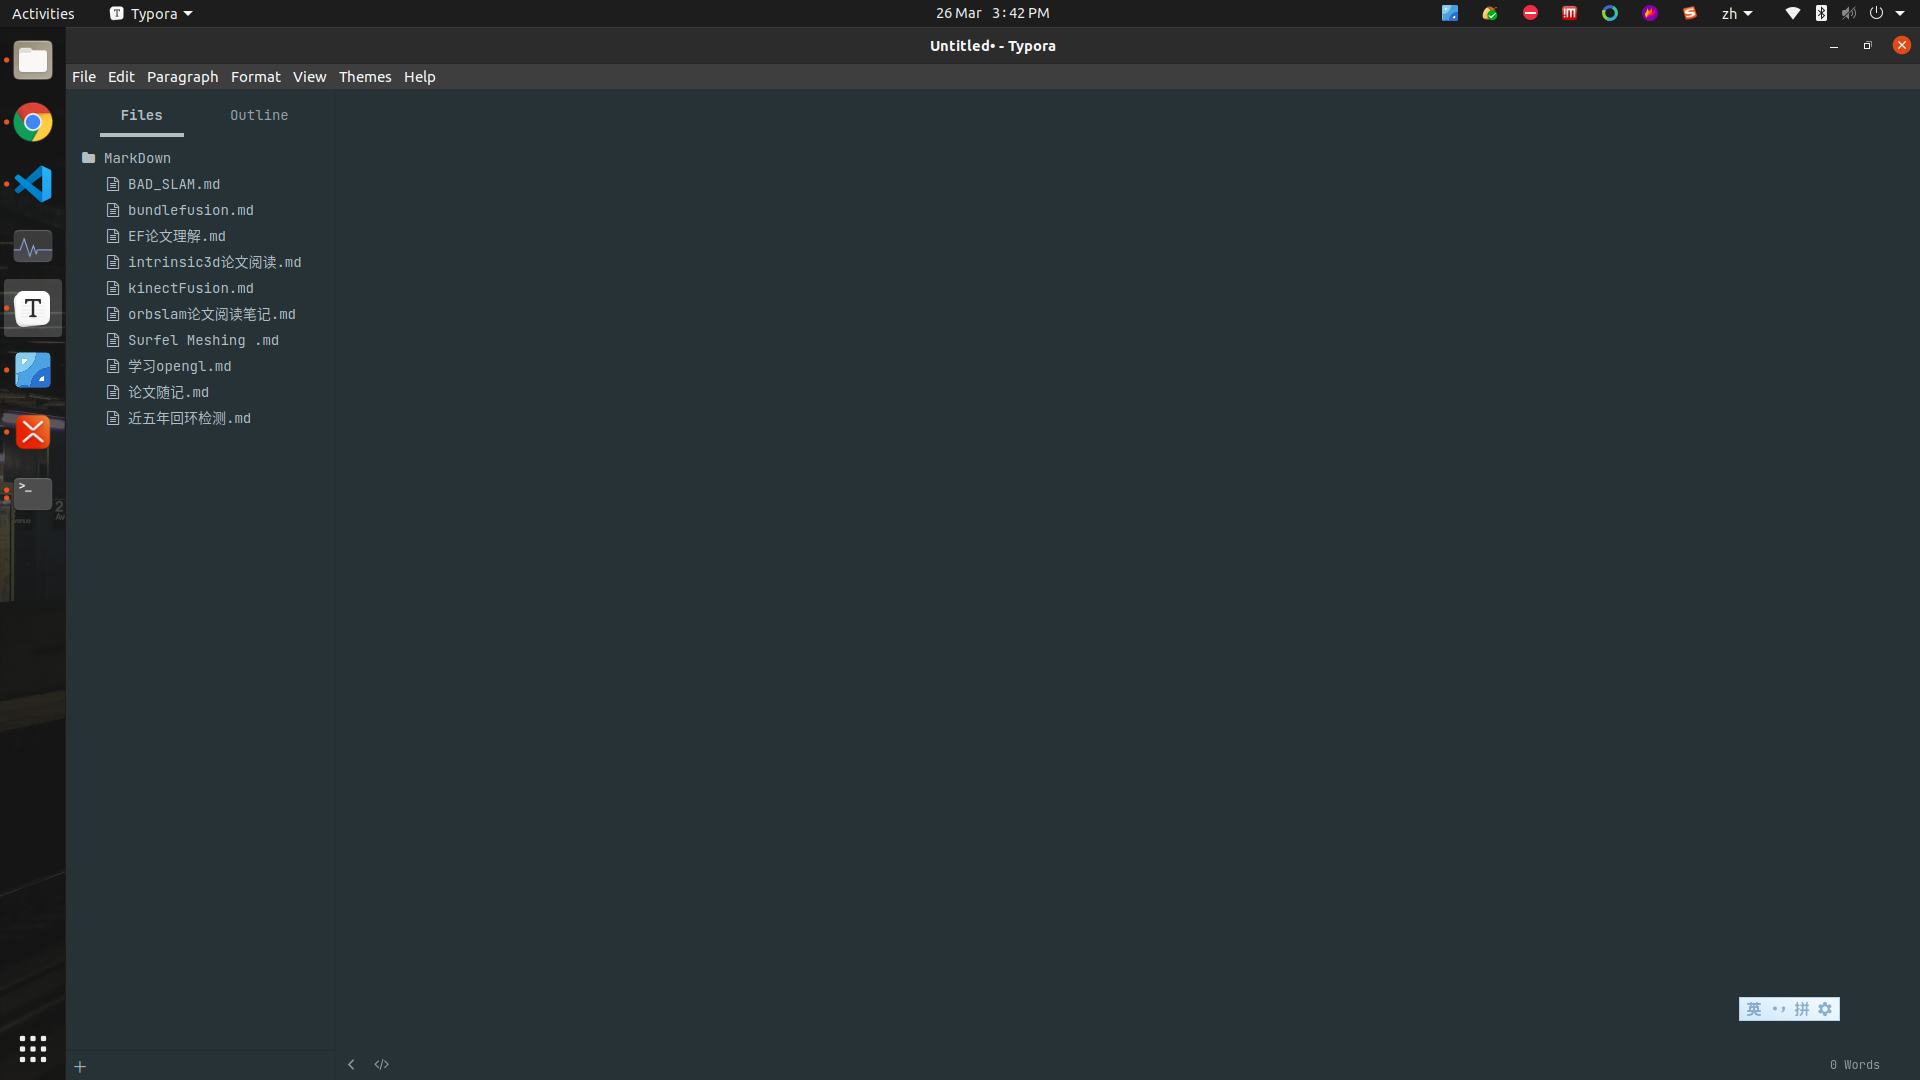 Activities
Typora
26 Mar 3:42 PM
zh
Untitled• - Typora
File Edit Paragraph Format View Themes Help
Files Outline
MarkDown
BAD_SLAM.md
bundlefusion.md
EF论文理解.md
intrinsic3d论文阅读.md
kinectFusion.md
orbslam论文阅读笔记.md
Surfel Meshing .md
学习opengl.md
论文随记.md
近五年回环检测.md
英 •, 拼
0 Words